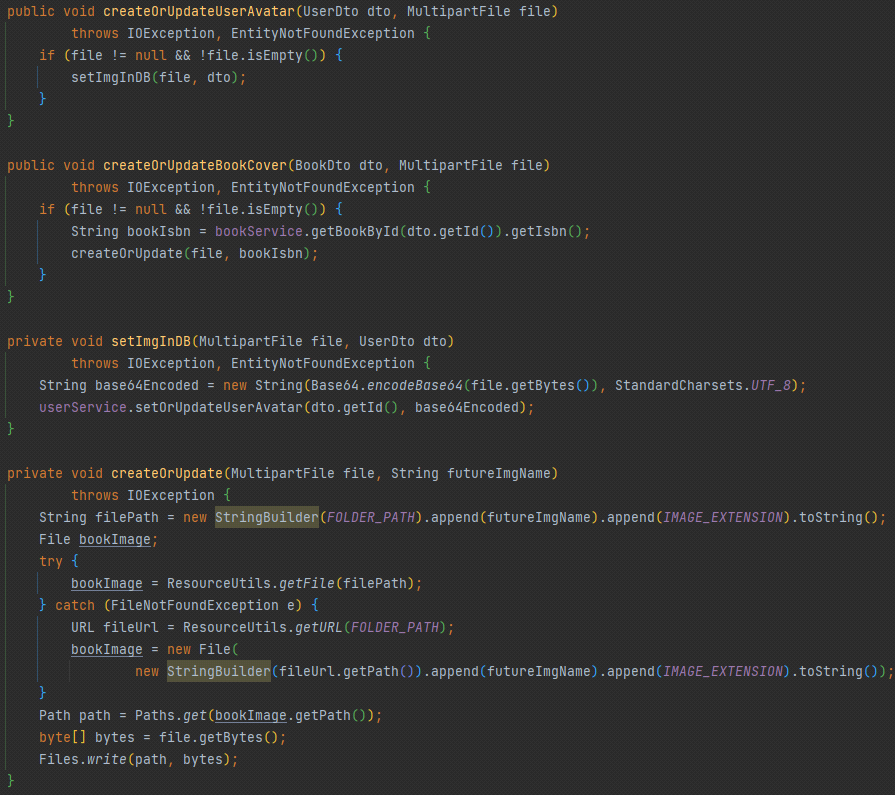 public void createOrUpdateUserAvatar(UserDto dto, MultipartFile file)
        throws IOException, EntityNotFoundException {
    if (file != null && !file.isEmpty()) {
        setImgInDB(file, dto);
    }
}

public void createOrUpdateBookCover(BookDto dto, MultipartFile file)
        throws IOException, EntityNotFoundException {
    if (file != null && !file.isEmpty()) {
        String bookIsbn = bookService.getBookById(dto.getId()).getIsbn();
        createOrUpdate(file, bookIsbn);
    }
}

private void setImgInDB(MultipartFile file, UserDto dto)
        throws IOException, EntityNotFoundException {
    String base64Encoded = new String(Base64.encodeBase64(file.getBytes()), StandardCharsets.UTF_8);
    userService.setOrUpdateUserAvatar(dto.getId(), base64Encoded);
}

private void createOrUpdate(MultipartFile file, String futureImgName)
        throws IOException {
    String filePath = new StringBuilder(FOLDER_PATH).append(futureImgName).append(IMAGE_EXTENSION).toString();
    File bookImage;
    try {
        bookImage = ResourceUtils.getFile(filePath);
    } catch (FileNotFoundException e) {
        URL fileUrl = ResourceUtils.getURL(FOLDER_PATH);
        bookImage = new File(
                new StringBuilder(fileUrl.getPath()).append(futureImgName).append(IMAGE_EXTENSION).toString());
    }
    Path path = Paths.get(bookImage.getPath());
    byte[] bytes = file.getBytes();
    Files.write(path, bytes);
}